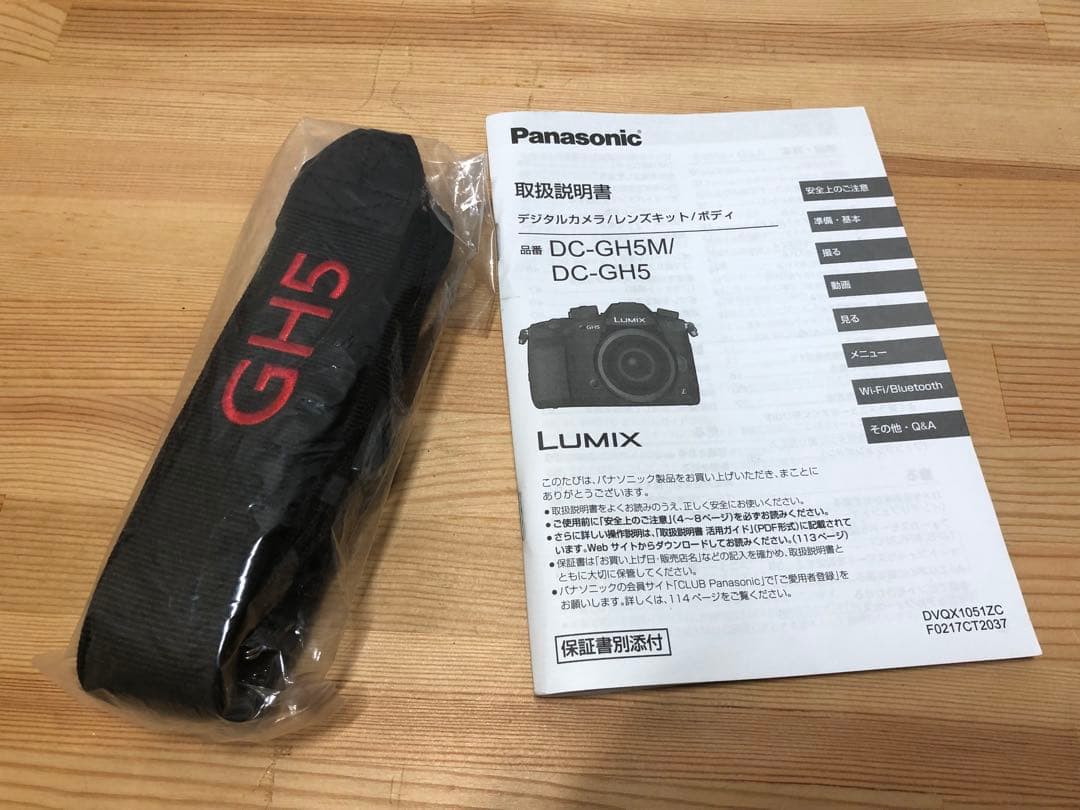 GH5
Panasonic
取扱説明書
デジタルカメラ/レンズキット/ボディ
品番 DC-GH5M/
DC-GH5
安全上のご注意
準備・基本
撮る
動画
見る
メニュー
Wi-Fi/Bluetooth
その他・Q&A
GH5
LUMIX
LUMIX
このたびは、パナソニック製品をお買い上げいただき、まことに
ありがとうございます。
●取扱説明書をよくお読みのうえ、正しく安全にお使いください。
●ご使用前に「安全上のご注意」(4～8ページ)を必ずお読みください。
●さらに詳しい操作説明は、「取扱説明書 活用ガイド」(PDF形式)に記載されて
います。Web サイトからダウンロードしてお読みください。(113ページ)
●保証書は「お買い上げ日・販売店名」などの記入を確かめ、取扱説明書と
ともに大切に保管してください。
●パナソニックの会員サイト「CLUB Panasonic」で「ご愛用者登録」を
お願いします。詳しくは、114ページをご覧ください。
保証書別添付
DVQX1051ZC
F0217CT2037